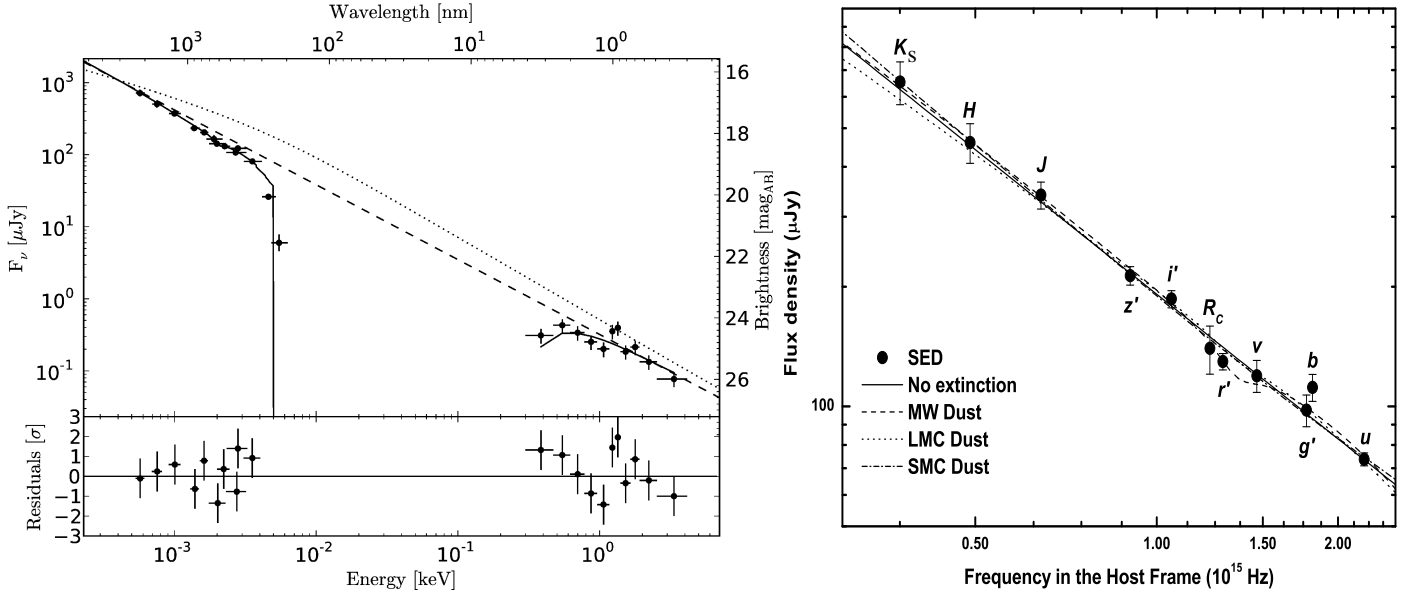 Wavelength [nm]
10³ 10² 10¹ 10⁰
10³
10²
10¹
10⁰
10⁻¹
F_ν [μJy]
16
18
20
22
24
26
Brightness [mag_AB]
3
2
1
0
−1
−2
−3
Residuals [σ]
10⁻³ 10⁻² 10⁻¹ 10⁰
Energy [keV]
K_S
H
J
z'
i'
R_C
r'
v
b
g'
u
SED
No extinction
MW Dust
LMC Dust
SMC Dust
100
Flux density (μJy)
0.50 1.00 1.50 2.00
Frequency in the Host Frame (10¹⁵ Hz)